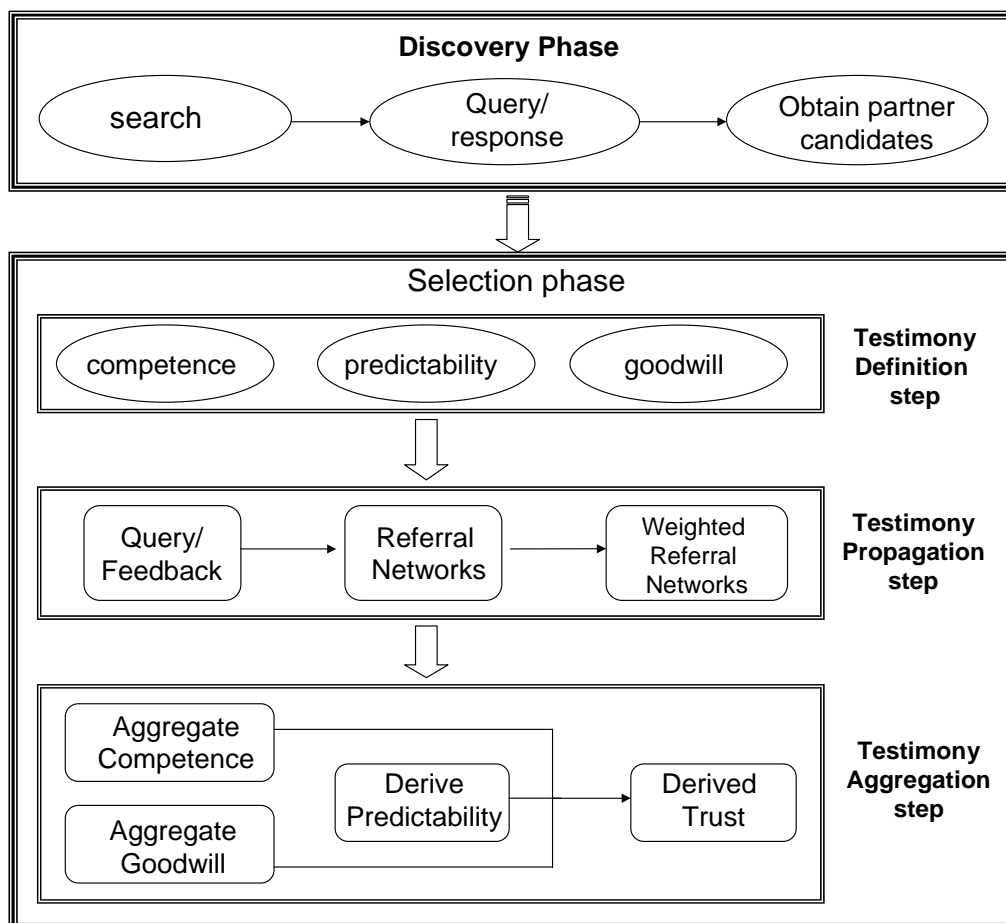 Discovery Phase
search
Query/
response
Obtain partner
candidates
Selection phase
competence
predictability
goodwill
Testimony
Definition
step
Query/
Feedback
Referral
Networks
Weighted
Referral
Networks
Testimony
Propagation
step
Aggregate
Competence
Derive
Predictability
Derived
Trust
Aggregate
Goodwill
Testimony
Aggregation
step